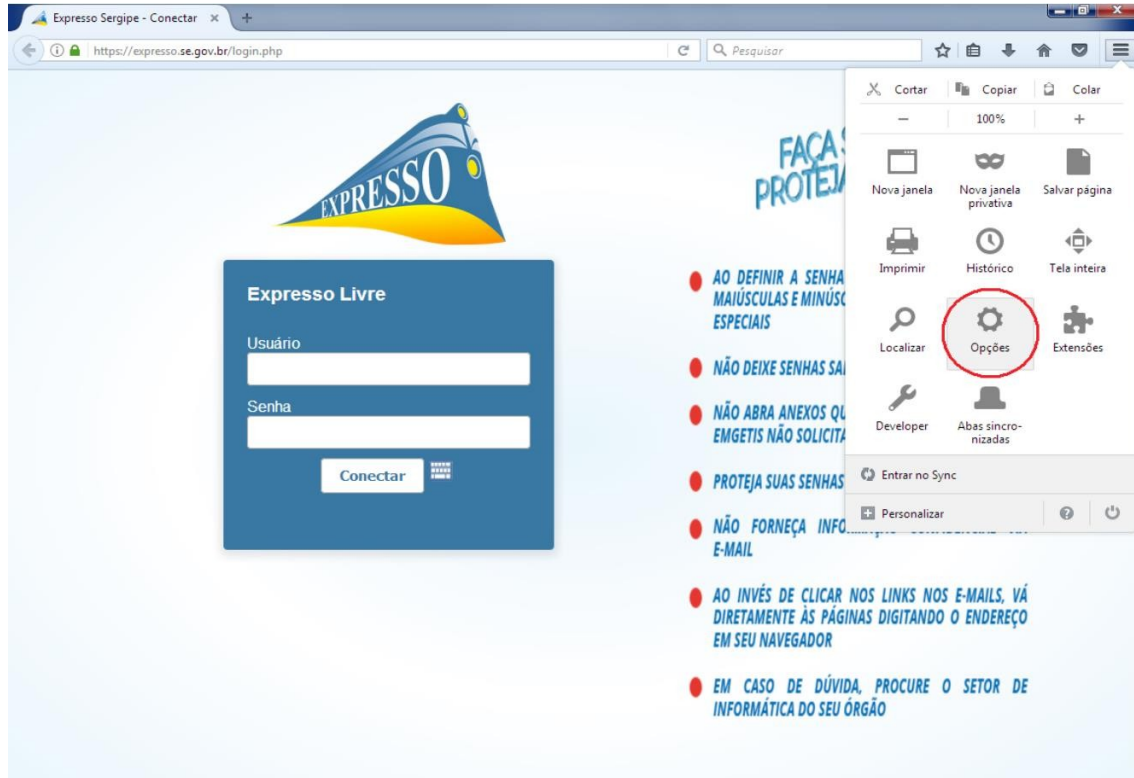 Expresso Sergipe - Conectar
https://expresso.se.gov.br/login.php
Pesquisar
Cortar
Copiar
Colar
100%
Nova janela
Nova janela
privativa
Salvar página
Imprimir
Histórico
Tela inteira
Localizar
Opções
Extensões
Developer
Abas sincro-
nizadas
Entrar no Sync
Personalizar
EXPRESSO
Expresso Livre
Usuário
Senha
Conectar
FAÇA
PROTEJA
AO DEFINIR A SENHA
MAIÚSCULAS E MINÚSC
ESPECIAIS
NÃO DEIXE SENHAS SAL
NÃO ABRA ANEXOS QU
EMGETIS NÃO SOLICITA
PROTEJA SUAS SENHAS
NÃO FORNEÇA INFO
E-MAIL
AO INVÉS DE CLICAR NOS LINKS NOS E-MAILS, VÁ
DIRETAMENTE ÀS PÁGINAS DIGITANDO O ENDEREÇO
EM SEU NAVEGADOR
EM CASO DE DÚVIDA, PROCURE O SETOR DE
INFORMÁTICA DO SEU ÓRGÃO